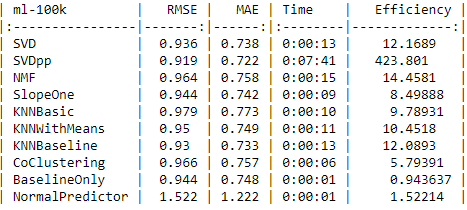 | ml-100k         |   RMSE |   MAE | Time    |   Efficiency |
|:----------------|-------:|------:|:--------|-------------:|
| SVD             |  0.936 | 0.738 | 0:00:13 |    12.1689   |
| SVDpp           |  0.919 | 0.722 | 0:07:41 |   423.801    |
| NMF             |  0.964 | 0.758 | 0:00:15 |    14.4581   |
| SlopeOne        |  0.944 | 0.742 | 0:00:09 |     8.49888  |
| KNNBasic        |  0.979 | 0.773 | 0:00:10 |     9.78931  |
| KNNWithMeans    |  0.95  | 0.749 | 0:00:11 |    10.4518   |
| KNNBaseline     |  0.93  | 0.733 | 0:00:13 |    12.0893   |
| CoClustering    |  0.966 | 0.757 | 0:00:06 |     5.79391  |
| BaselineOnly    |  0.944 | 0.748 | 0:00:01 |     0.943637 |
| NormalPredictor |  1.522 | 1.222 | 0:00:01 |     1.52214  |